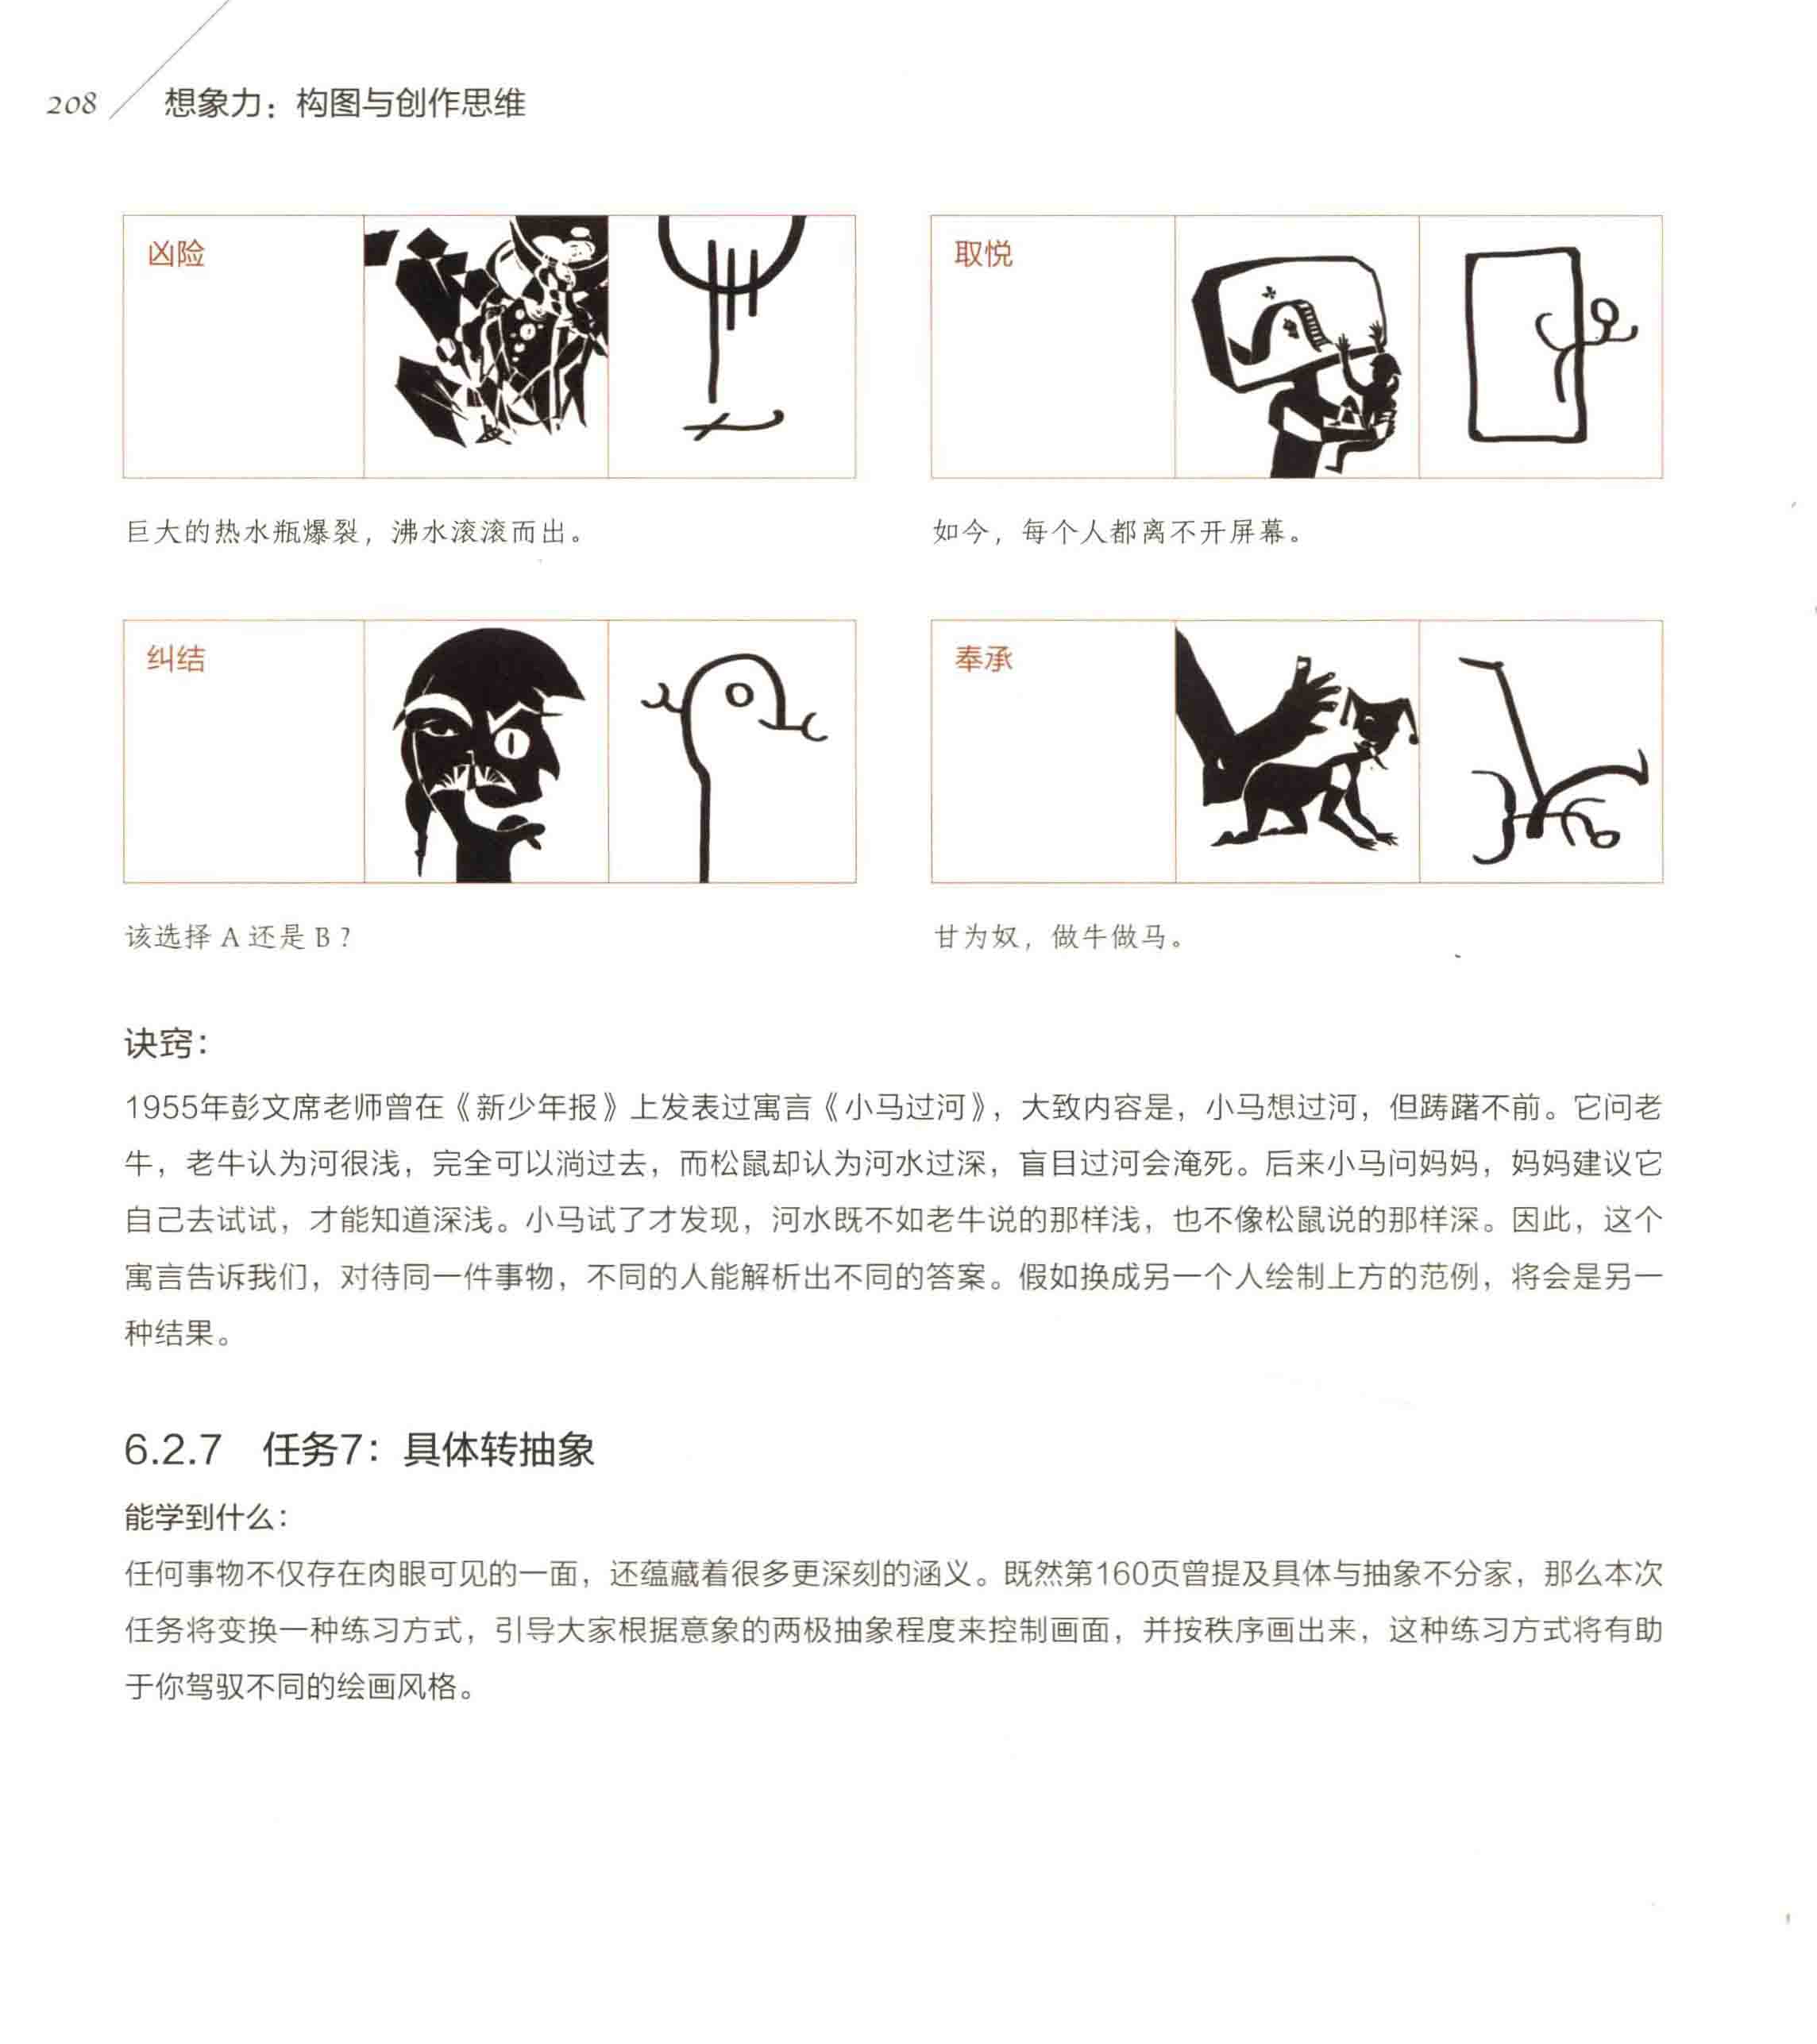 208
想象力：构图与创作思维
凶险
取悦
巨大的热水瓶爆裂，沸水滚滚而出。
如今，每个人都离不开屏幕。
纠结
奉承
该选择 A 还是 B？
甘为奴，做牛做马。
诀窍：
1955年彭文席老师曾在《新少年报》上发表过寓言《小马过河》，大致内容是，小马想过河，但踌躇不前。它问老
牛，老牛认为河很浅，完全可以淌过去，而松鼠却认为河水过深，盲目过河会淹死。后来小马问妈妈，妈妈建议它
自己去试试，才能知道深浅。小马试了才发现，河水既不如老牛说的那样浅，也不像松鼠说的那样深。因此，这个
寓言告诉我们，对待同一件事物，不同的人能解析出不同的答案。假如换成另一个人绘制上方的范例，将会是另一
种结果。
6.2.7 任务7：具体转抽象
能学到什么：
任何事物不仅存在肉眼可见的一面，还蕴藏着很多更深刻的涵义。既然第160页曾提及具体与抽象不分家，那么本次
任务将变换一种练习方式，引导大家根据意象的两极抽象程度来控制画面，并按秩序画出来，这种练习方式将有助
于你驾驭不同的绘画风格。